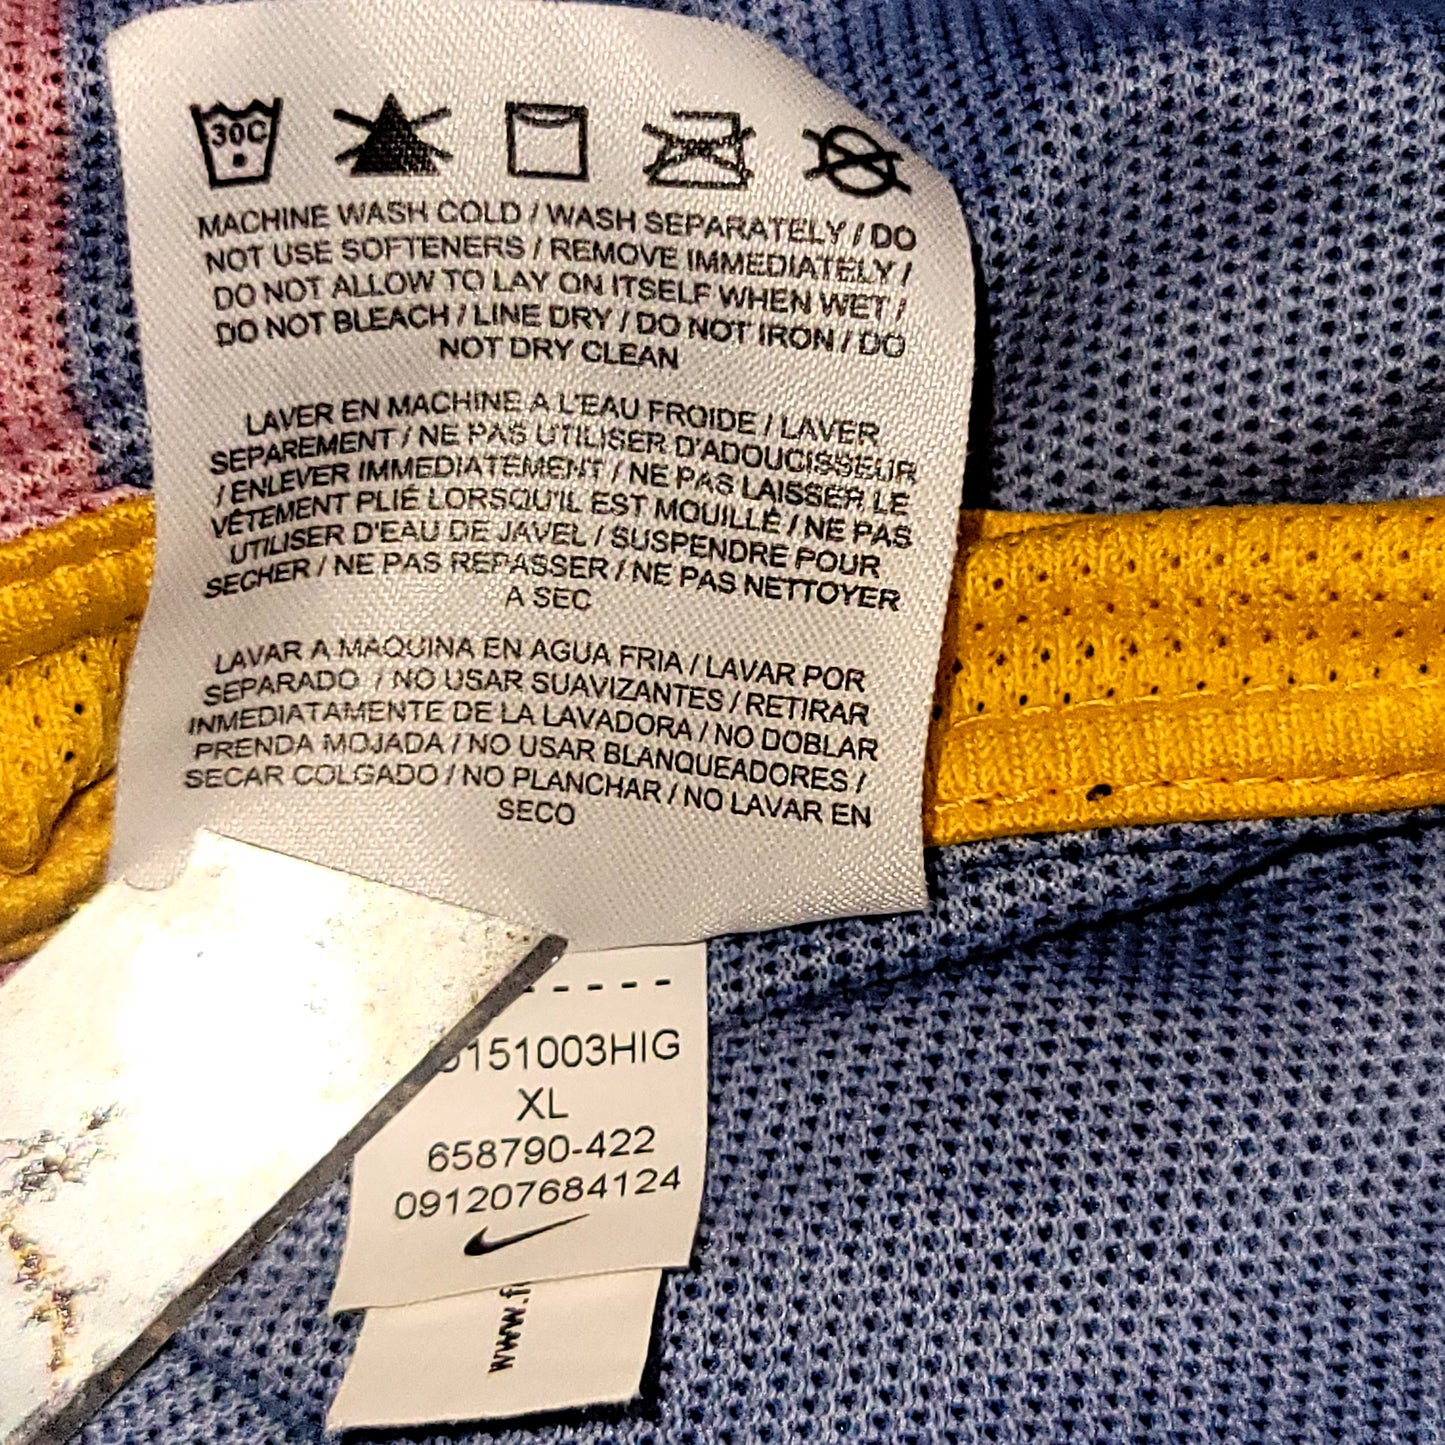 30C
MACHINE WASH COLD / WASH SEPARATELY / DO
NOT USE SOFTENERS / REMOVE IMMEDIATELY /
DO NOT ALLOW TO LAY ON ITSELF WHEN WET /
DO NOT BLEACH / LINE DRY / DO NOT IRON / DO
NOT DRY CLEAN
LAVER EN MACHINE A L'EAU FROIDE / LAVER
SEPAREMENT / NE PAS UTILISER D'ADOUCISSEUR
/ ENLEVER IMMEDIATEMENT / NE PAS LAISSER LE
VÊTEMENT PLIÉ LORSQU'IL EST MOUILLÉ / NE PAS
UTILISER D'EAU DE JAVEL / SUSPENDRE POUR
SECHER / NE PAS REPASSER / NE PAS NETTOYER
A SEC
LAVAR A MAQUINA EN AGUA FRIA / LAVAR POR
SEPARADO / NO USAR SUAVIZANTES / RETIRAR
INMEDIATAMENTE DE LA LAVADORA / NO DOBLAR
PRENDA MOJADA / NO USAR BLANQUEADORES /
SECAR COLGADO / NO PLANCHAR / NO LAVAR EN
SECO
- - - - -
151003HIG
XL
658790-422
091207684124
www.f